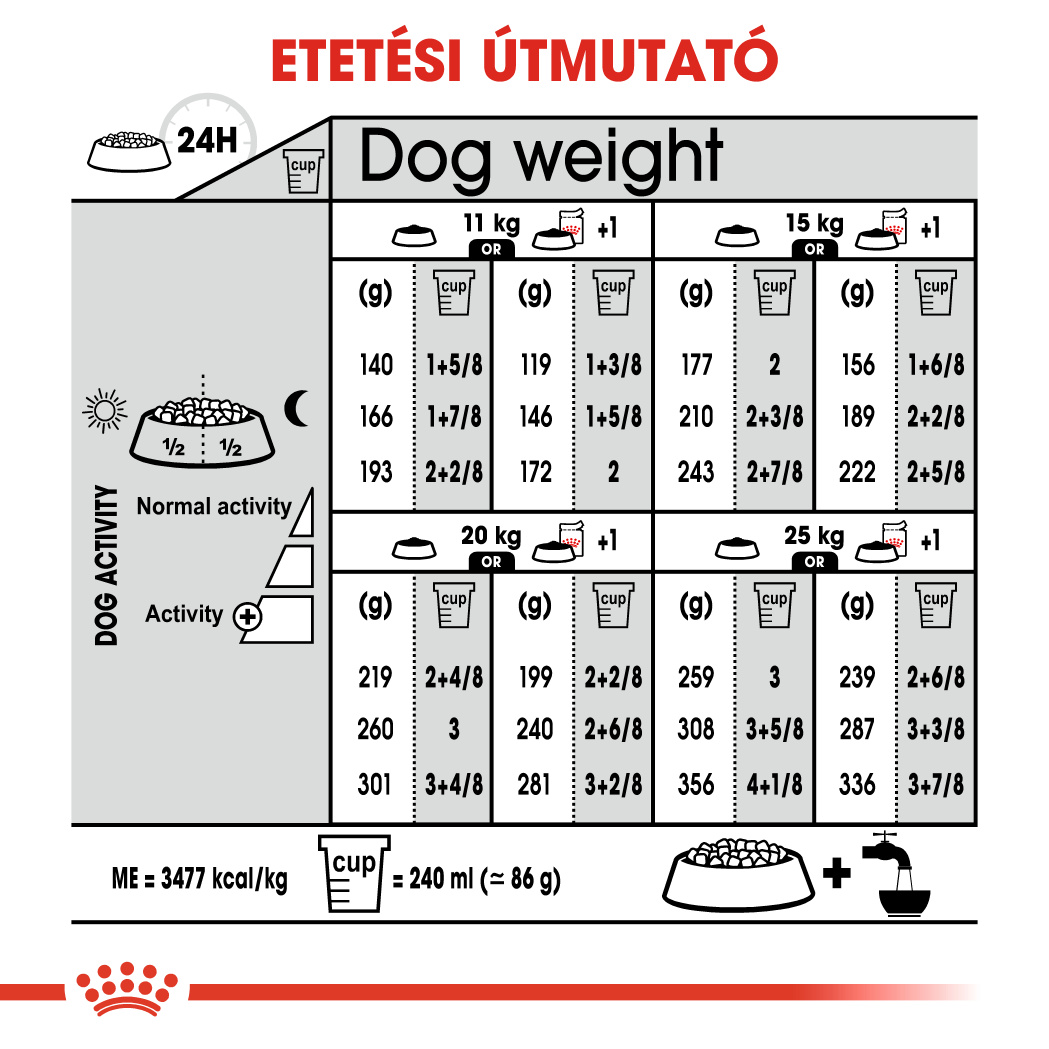 ETETÉSI ÚTMUTATÓ
24H
cup
Dog weight
11 kg +1 15 kg +1
OR OR
(g) cup (g) cup (g) cup (g) cup
140 1+5/8 119 1+3/8 177 2 156 1+6/8
166 1+7/8 146 1+5/8 210 2+3/8 189 2+2/8
193 2+2/8 172 2 243 2+7/8 222 2+5/8
½ ½
DOG ACTIVITY
Normal activity
Activity +
20 kg +1 25 kg +1
OR OR
(g) cup (g) cup (g) cup (g) cup
219 2+4/8 199 2+2/8 259 3 239 2+6/8
260 3 240 2+6/8 308 3+5/8 287 3+3/8
301 3+4/8 281 3+2/8 356 4+1/8 336 3+7/8
ME = 3477 kcal/kg cup = 240 ml (≃ 86 g) +